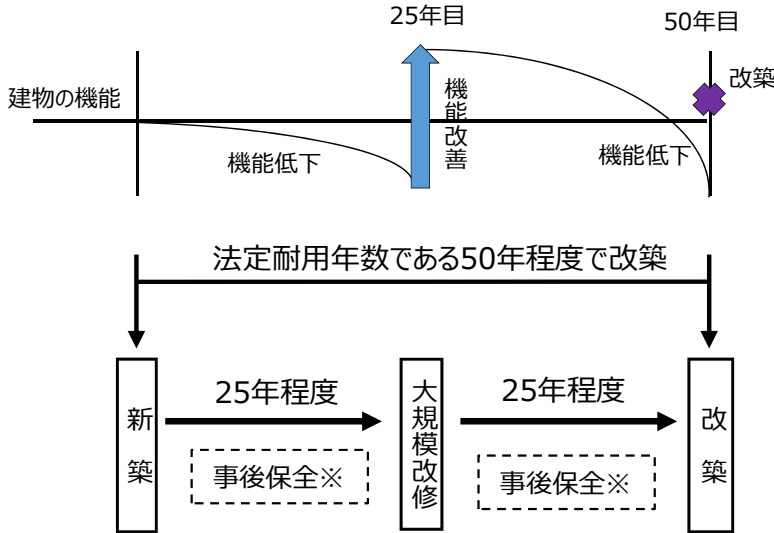 25年目
50年目
建物の機能
改築
機能改善
機能低下
機能低下
法定耐用年数である50年程度で改築
新築
25年程度
大規模改修
25年程度
改築
事後保全※
事後保全※